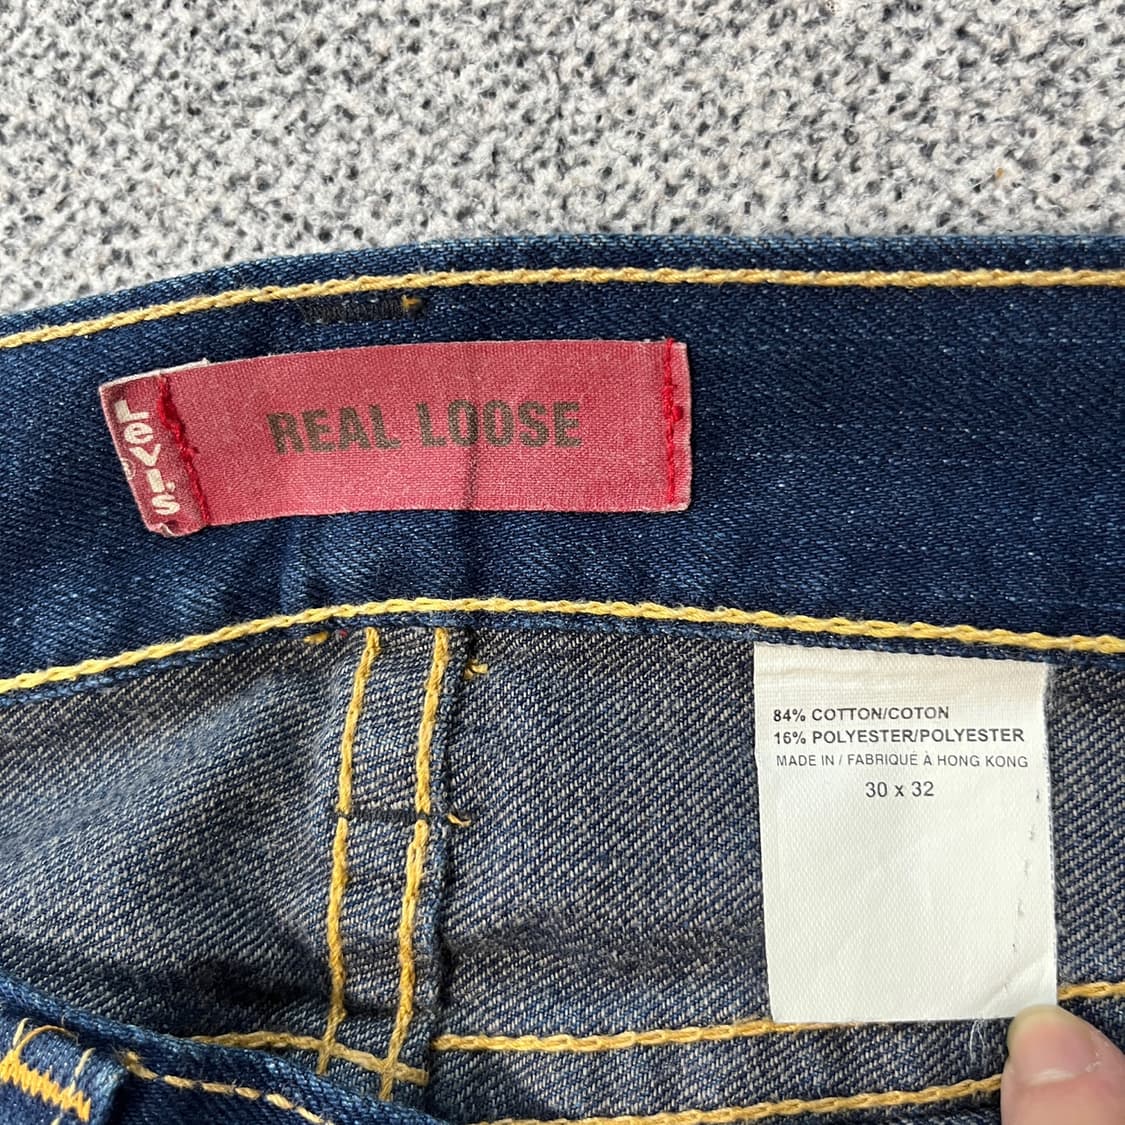 Levi's
REAL LOOSE
84% COTTON/COTON
16% POLYESTER/POLYESTER
MADE IN / FABRIQUÉ À HONG KONG
30 x 32